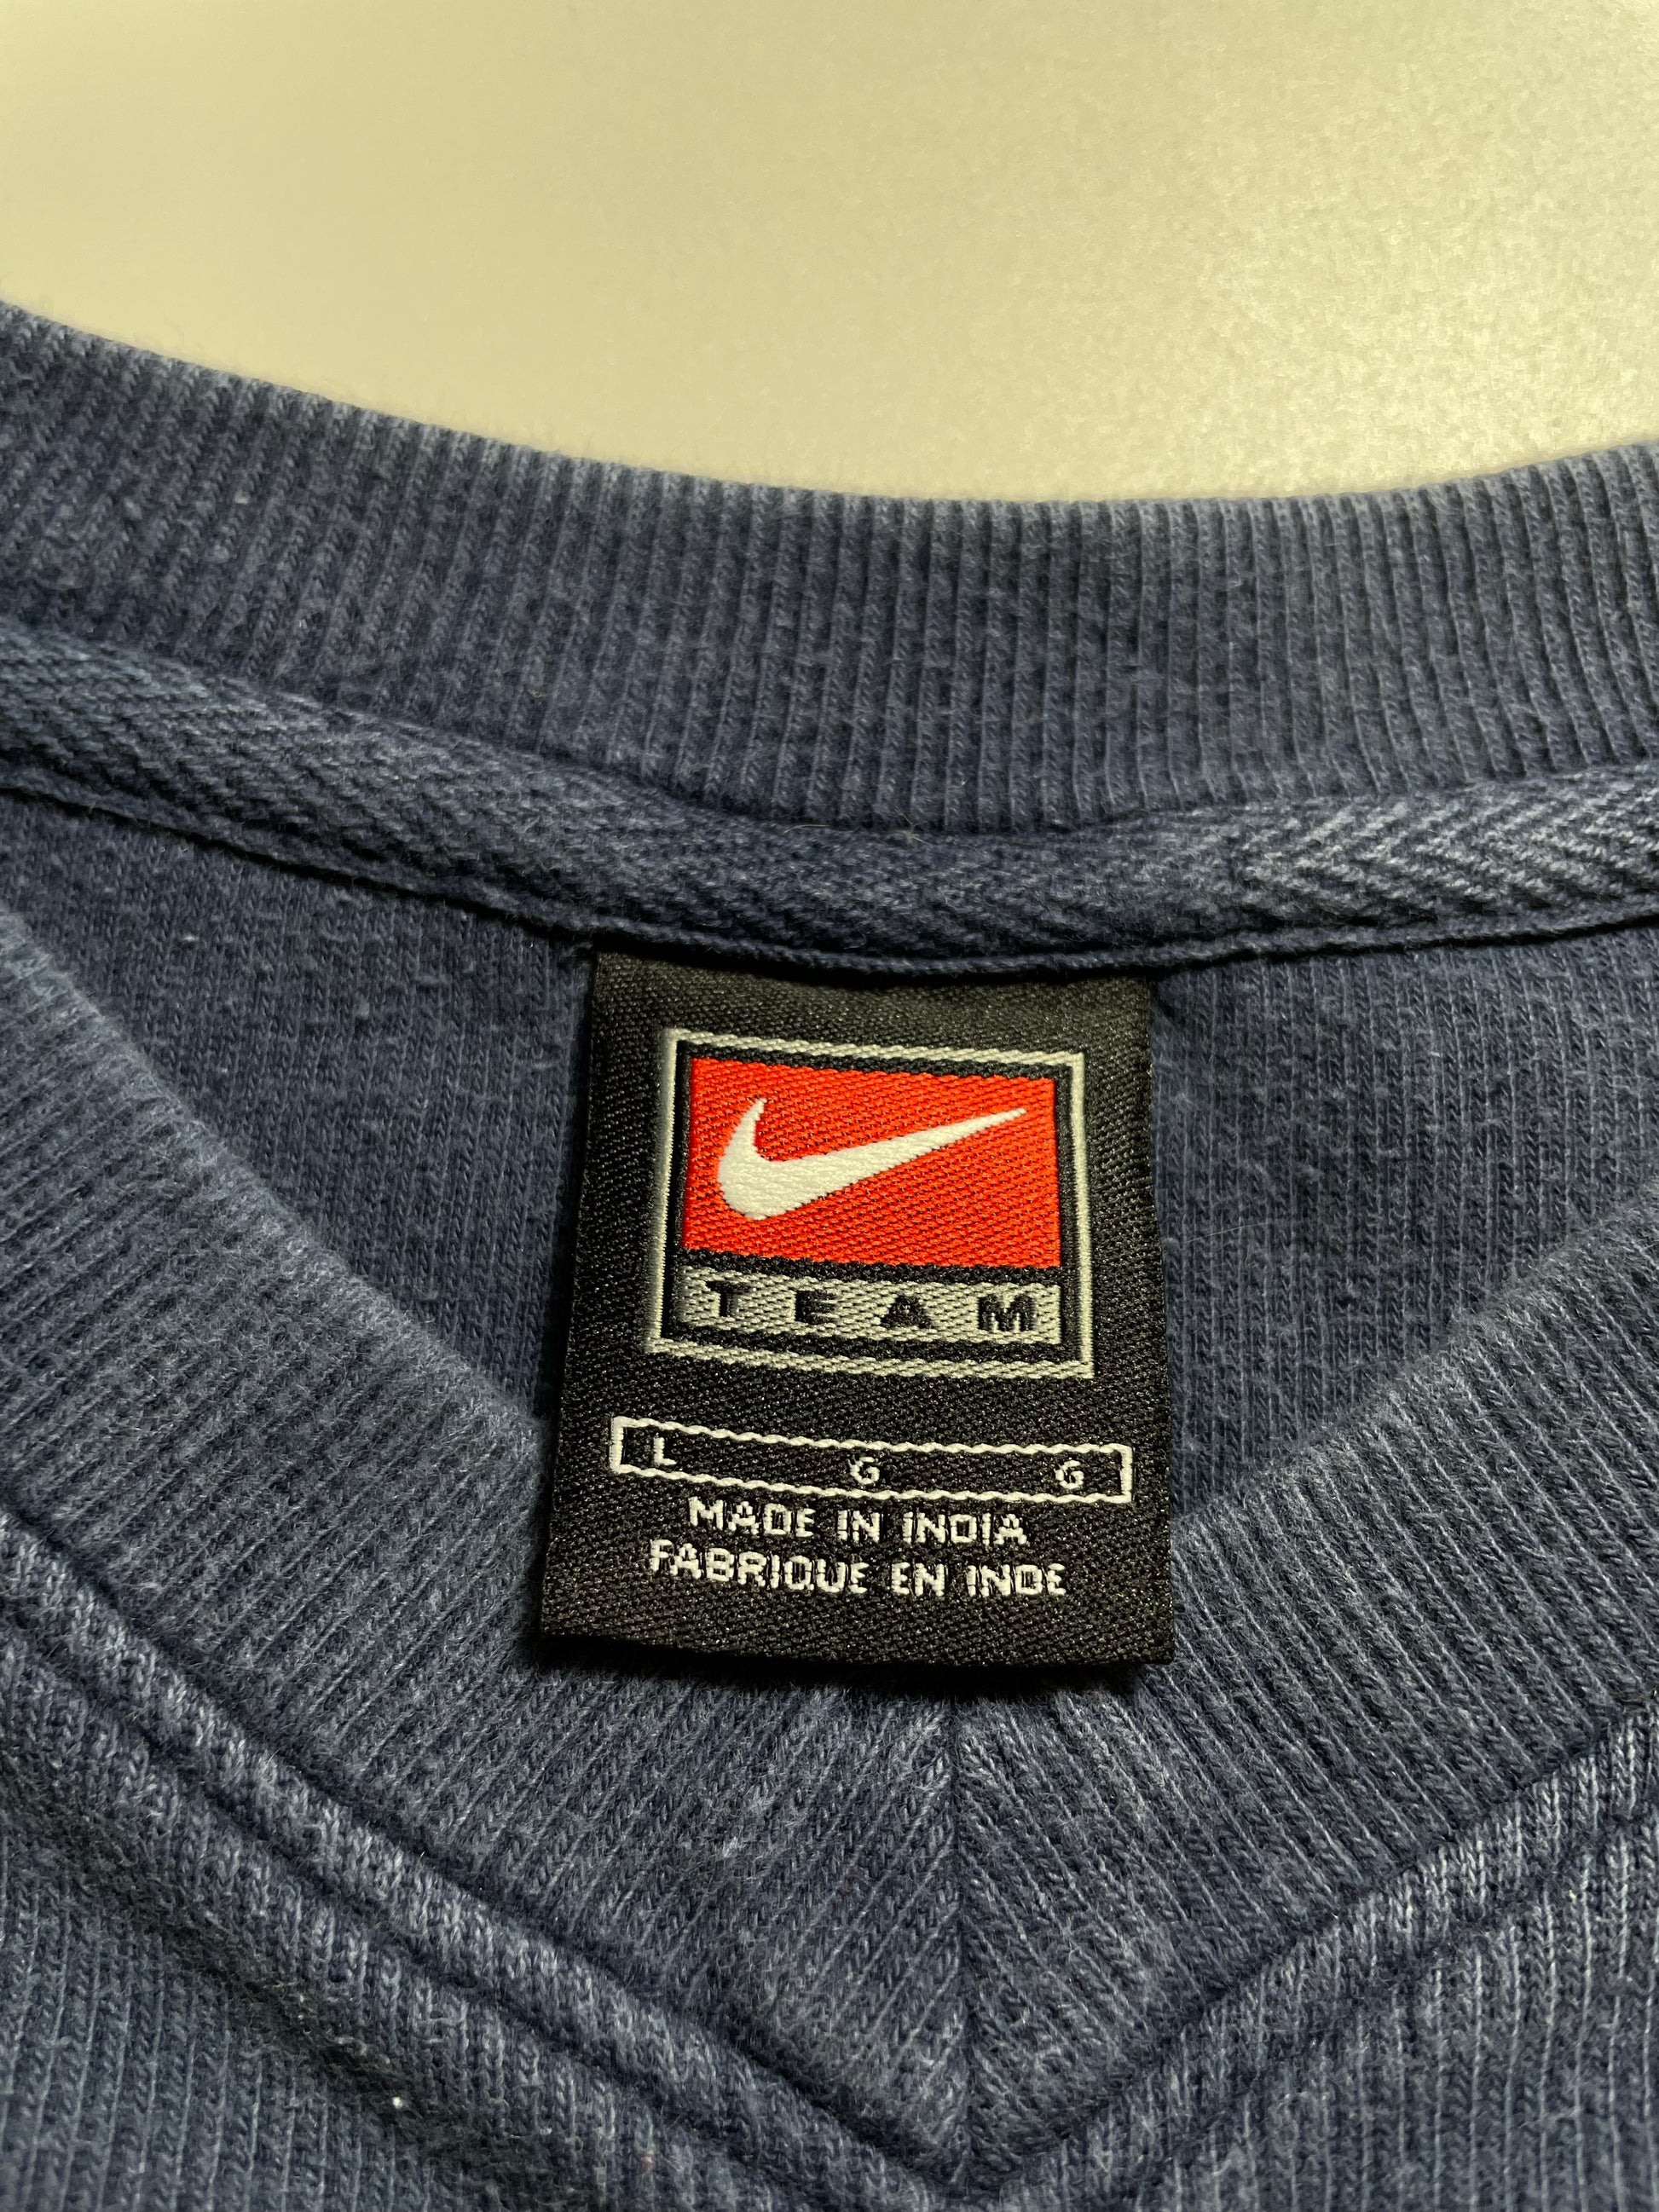 TEAM
L G G
MADE IN INDIA
FABRIQUE EN INDE